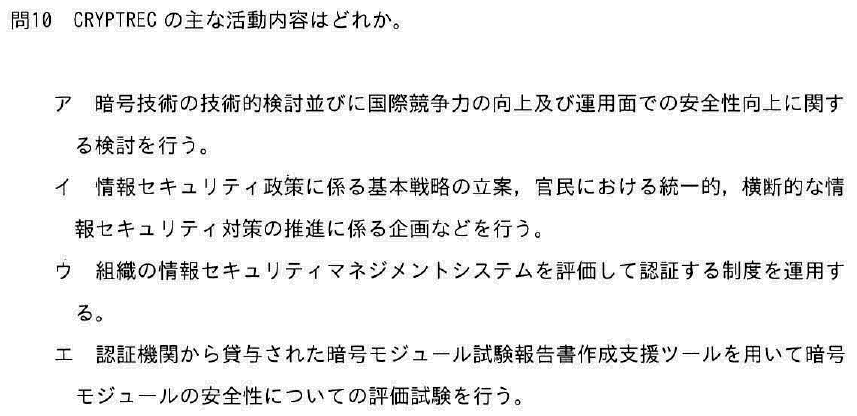 問10 CRYPTREC の主な活動内容はどれか。
ア 暗号技術の技術的検討並びに国際競争力の向上及び運用面での安全性向上に関す
る検討を行う。
イ 情報セキュリティ政策に係る基本戦略の立案，官民における統一的，横断的な情
報セキュリティ対策の推進に係る企画などを行う。
ウ 組織の情報セキュリティマネジメントシステムを評価して認証する制度を運用す
る。
エ 認証機関から貸与された暗号モジュール試験報告書作成支援ツールを用いて暗号
モジュールの安全性についての評価試験を行う。